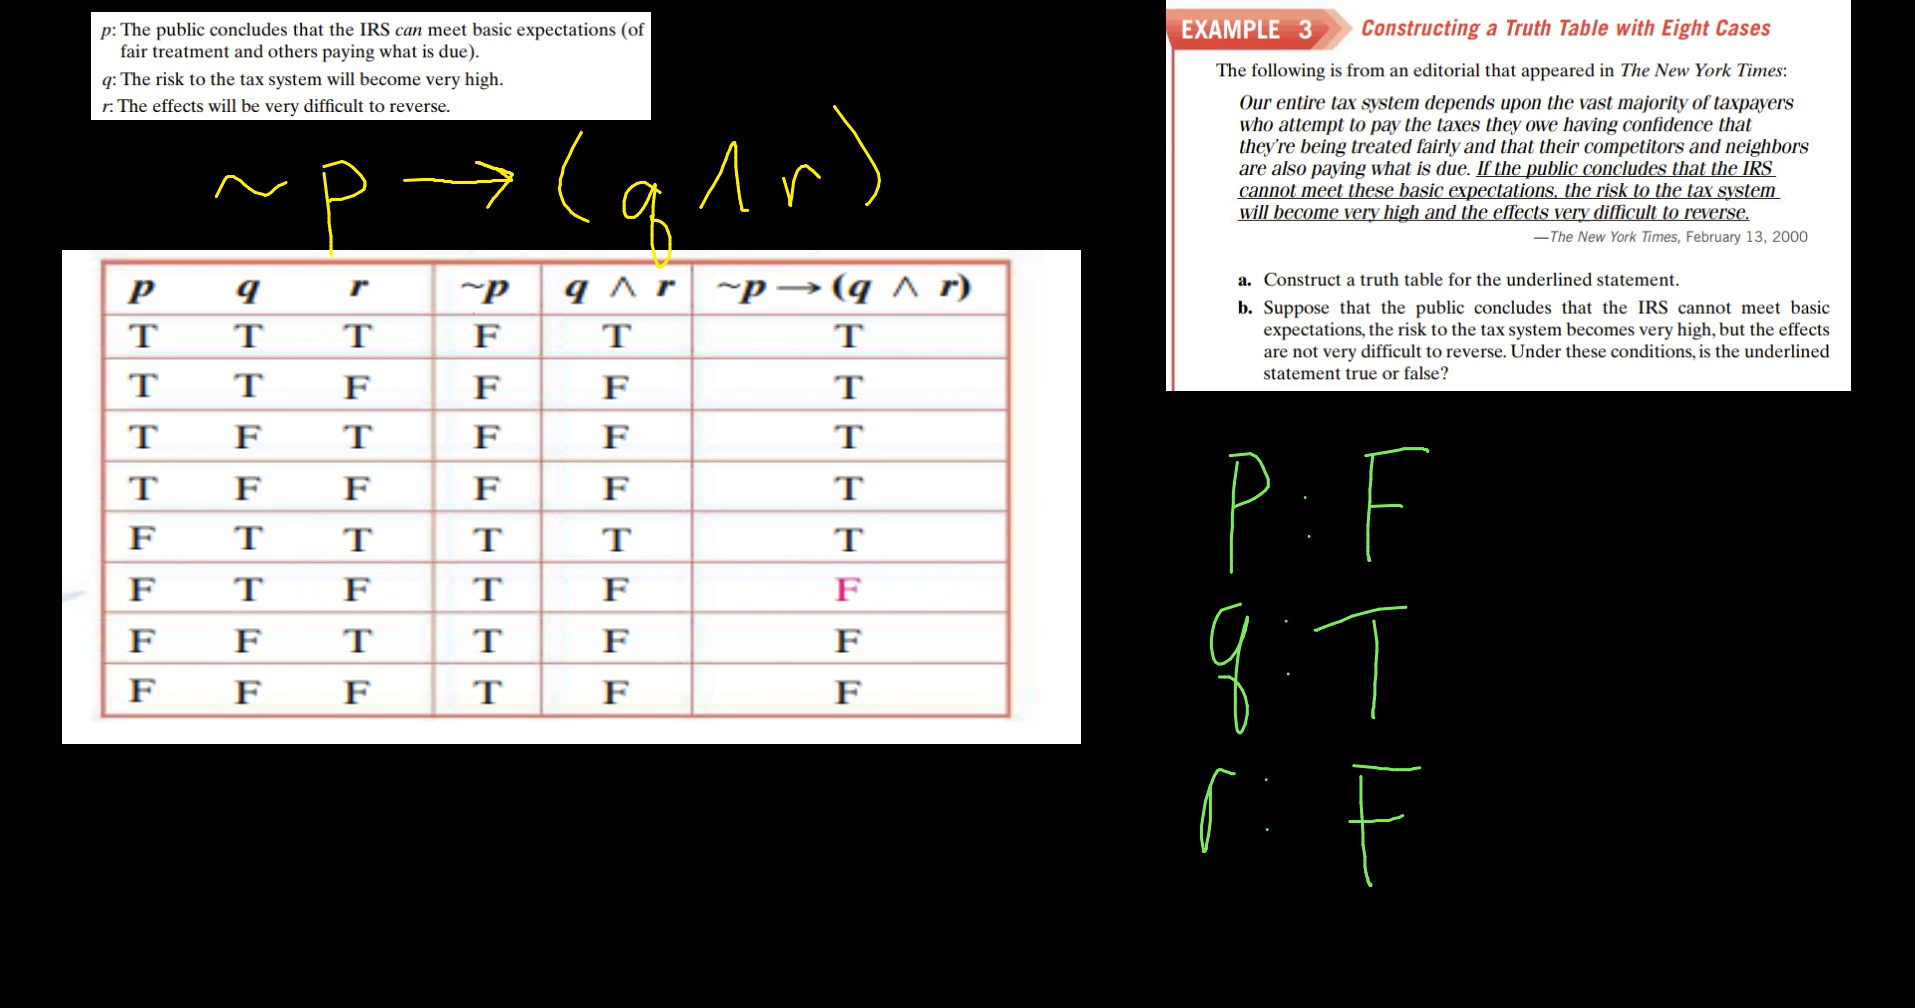 p: The public concludes that the IRS can meet basic expectations (of
fair treatment and others paying what is due).
q: The risk to the tax system will become very high.
r: The effects will be very difficult to reverse.
~ p → (q ∧ r)
p q r ~p q ∧ r ~p → (q ∧ r)
T T T F T T
T T F F F T
T F T F F T
T F F F F T
F T T T T T
F T F T F F
F F T T F F
F F F T F F
EXAMPLE 3 Constructing a Truth Table with Eight Cases
The following is from an editorial that appeared in The New York Times:
Our entire tax system depends upon the vast majority of taxpayers
who attempt to pay the taxes they owe having confidence that
they're being treated fairly and that their competitors and neighbors
are also paying what is due. If the public concludes that the IRS
cannot meet these basic expectations, the risk to the tax system
will become very high and the effects very difficult to reverse.
—The New York Times, February 13, 2000
a. Construct a truth table for the underlined statement.
b. Suppose that the public concludes that the IRS cannot meet basic
expectations, the risk to the tax system becomes very high, but the effects
are not very difficult to reverse. Under these conditions, is the underlined
statement true or false?
P : F
q : T
r : F